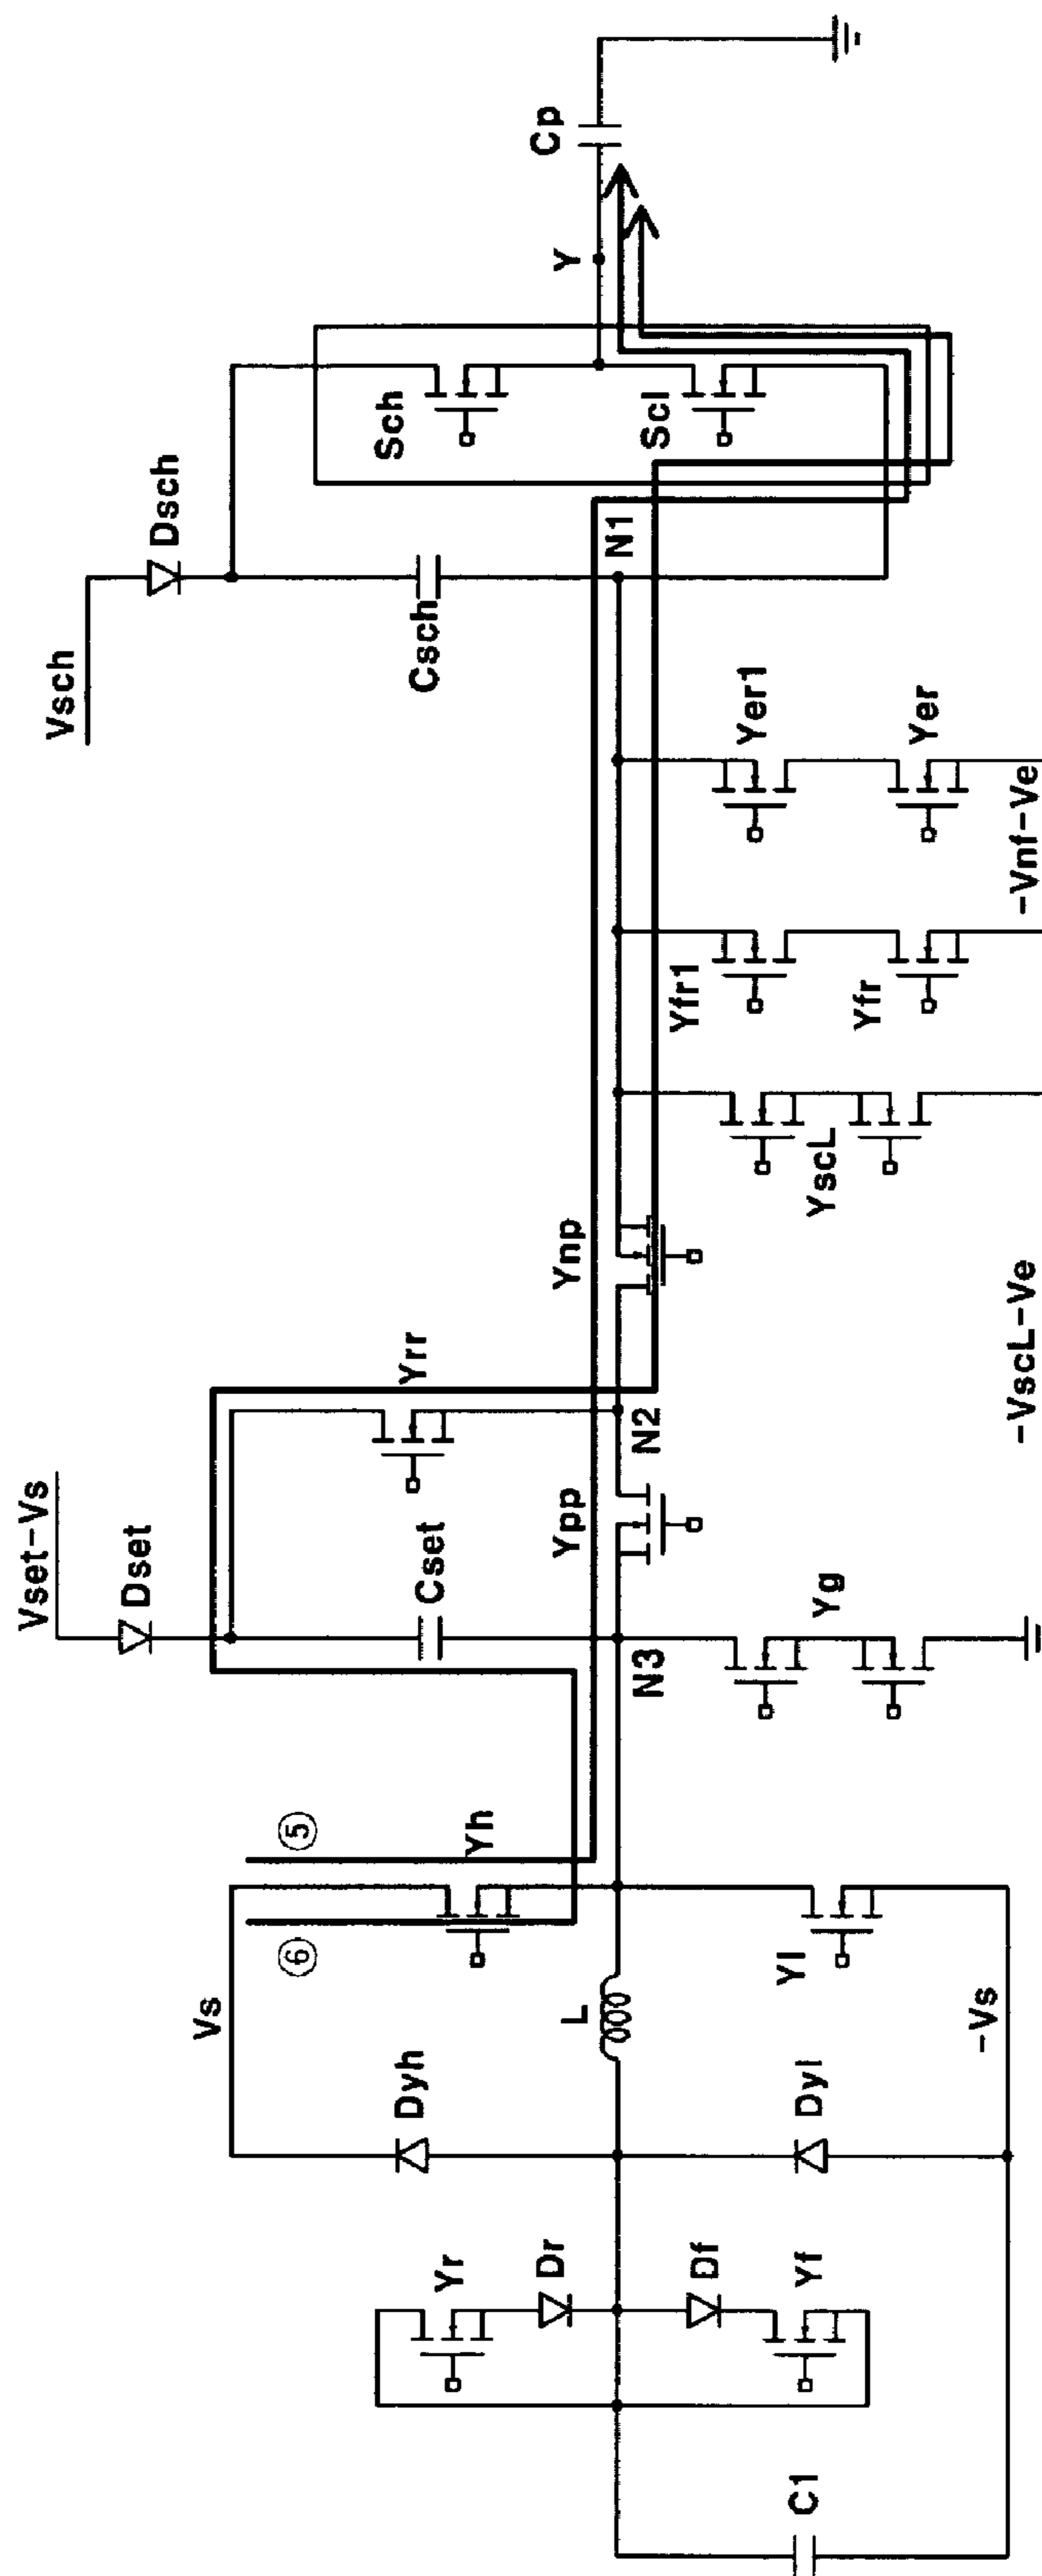 Vsch
Dsch
Csch
Sch
Scl
Y
Cp
N1
Vset-Vs
Dset
Cset
Yrr
Ypp
Ynp
N2
N3
Yg
YscL
Yfr1
Yfr
Yer1
Yer
-VscL-Ve
-Vnf-Ve
Vs
⑤
⑥
Yh
Yl
L
Dyh
Dyl
-Vs
Yr
Dr
Df
Yf
C1